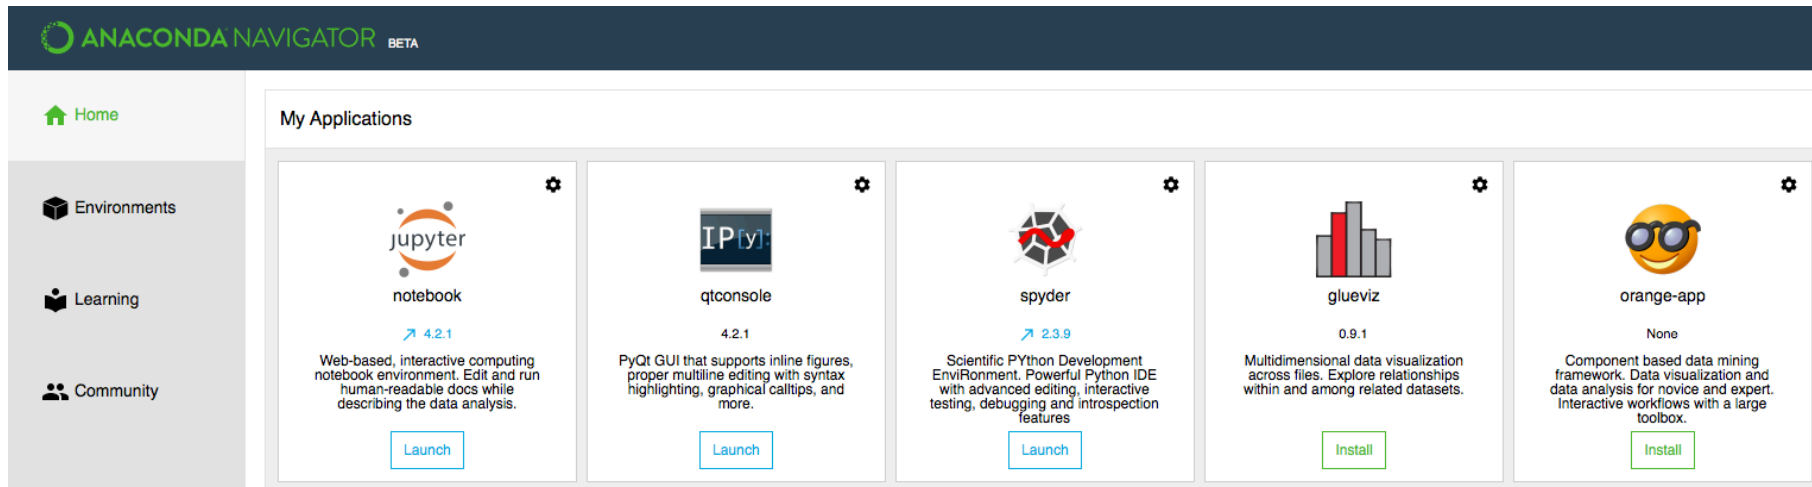 ANACONDA NAVIGATOR BETA
Home
Environments
Learning
Community
My Applications
jupyter
notebook
4.2.1
Web-based, interactive computing
notebook environment. Edit and run
human-readable docs while
describing the data analysis.
Launch
IP[y]:
qtconsole
4.2.1
PyQt GUI that supports inline figures,
proper multiline editing with syntax
highlighting, graphical calltips, and
more.
Launch
spyder
2.3.9
Scientific PYthon Development
EnviRonment. Powerful Python IDE
with advanced editing, interactive
testing, debugging and introspection
features
Launch
glueviz
0.9.1
Multidimensional data visualization
across files. Explore relationships
within and among related datasets.
Install
orange-app
None
Component based data mining
framework. Data visualization and
data analysis for novice and expert.
Interactive workflows with a large
toolbox.
Install